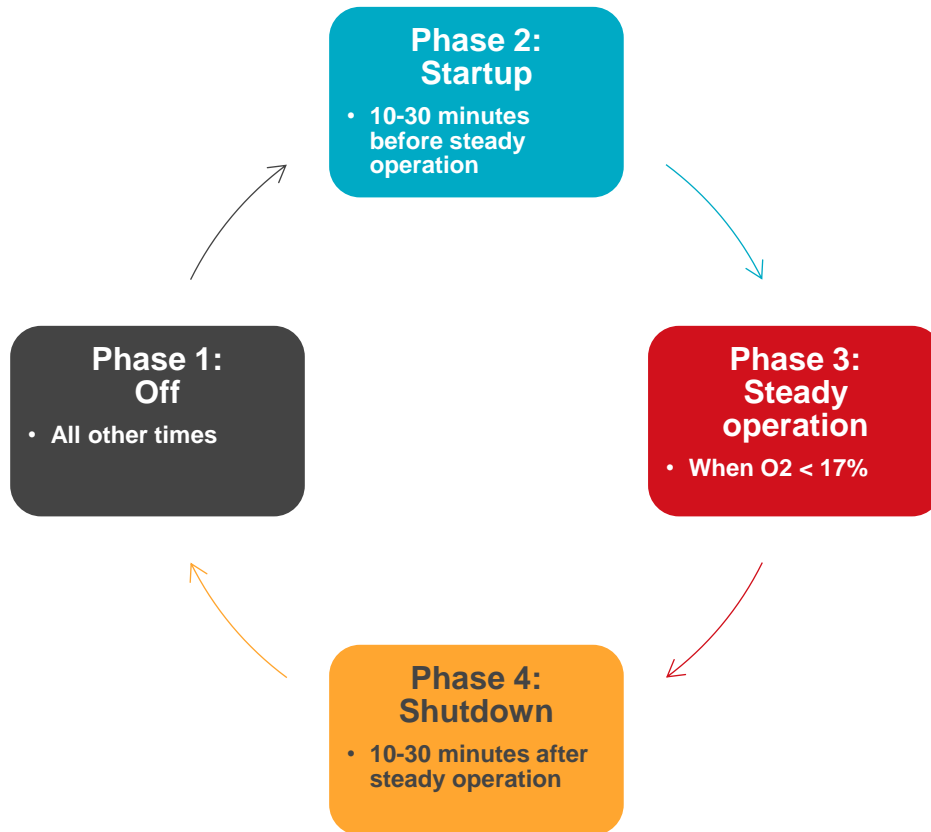 Phase 2:
Startup
• 10-30 minutes
before steady
operation
Phase 1:
Off
• All other times
Phase 3:
Steady
operation
• When O2 < 17%
Phase 4:
Shutdown
• 10-30 minutes after
steady operation